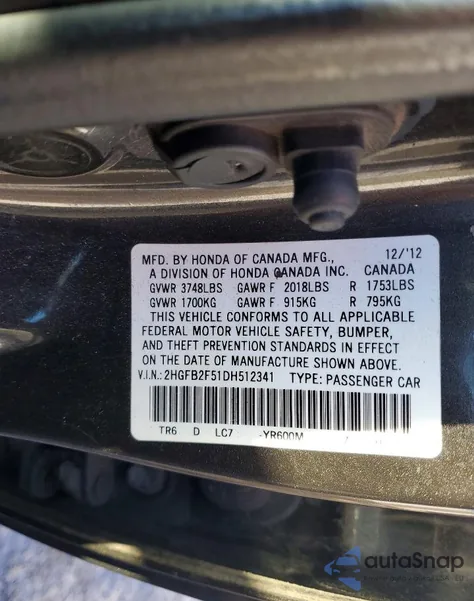 MFD. BY HONDA OF CANADA MFG., 12/'12
A DIVISION OF HONDA CANADA INC. CANADA
GVWR 3748LBS GAWR F 2018LBS R 1753LBS
GVWR 1700KG GAWR F 915KG R 795KG
THIS VEHICLE CONFORMS TO ALL APPLICABLE
FEDERAL MOTOR VEHICLE SAFETY, BUMPER,
AND THEFT PREVENTION STANDARDS IN EFFECT
ON THE DATE OF MANUFACTURE SHOWN ABOVE.
V.I.N.: 2HGFB2F51DH512341 TYPE: PASSENGER CAR
TR6 D LC7 -YR600M
autoSnap